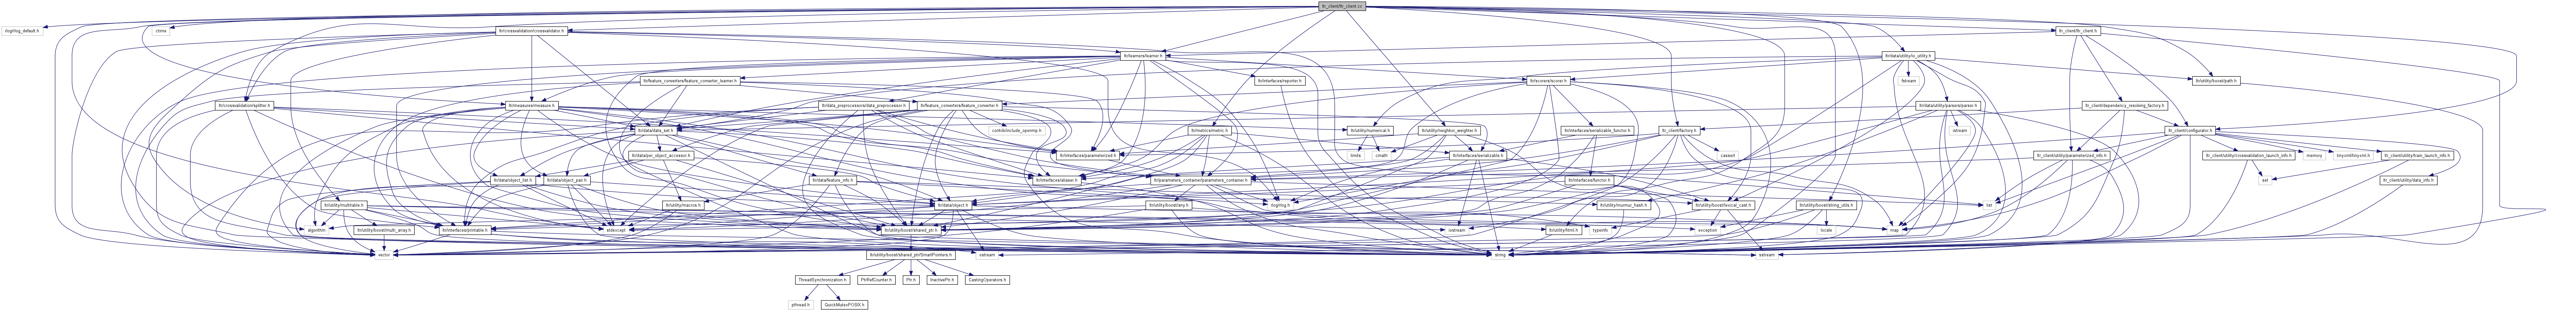 ltr_client/ltr_client.cc
rlog/rlog_default.h
ctime
ltr/crossvalidation/crossvalidator.h
ltr_client/ltr_client.h
ltr/learners/learner.h
ltr/data/utility/io_utility.h
ltr/feature_converters/feature_converter_learner.h
ltr/interfaces/reporter.h
ltr/scorers/scorer.h
fstream
ltr/utility/boost/path.h
ltr/crossvalidation/splitter.h
ltr/measures/measure.h
ltr/data_preprocessors/data_preprocessor.h
ltr/feature_converters/feature_converter.h
ltr/data/utility/parsers/parser.h
ltr_client/dependency_resolving_factory.h
ltr/data/data_set.h
contrib/include_openmp.h
ltr/metrics/metric.h
ltr/utility/numerical.h
ltr/utility/neighbor_weighter.h
ltr/interfaces/serializable_functor.h
ltr_client/factory.h
istream
ltr_client/configurator.h
ltr/data/per_object_accessor.h
ltr/interfaces/parameterized.h
limits
cmath
ltr/interfaces/serializable.h
cassert
ltr_client/utility/parameterized_info.h
ltr_client/utility/crossvalidation_launch_info.h
memory
tinyxml/tinyxml.h
ltr_client/utility/train_launch_info.h
ltr/data/object_list.h
ltr/data/object_pair.h
ltr/data/feature_info.h
ltr/interfaces/aliaser.h
ltr/parameters_container/parameters_container.h
ltr/interfaces/functor.h
set
ltr_client/utility/data_info.h
ltr/utility/multitable.h
ltr/utility/macros.h
ltr/data/object.h
rlog/rlog.h
ltr/utility/boost/any.h
ltr/utility/murmur_hash.h
ltr/utility/boost/lexical_cast.h
ltr/utility/boost/string_utils.h
list
algorithm
ltr/utility/boost/multi_array.h
ltr/interfaces/printable.h
stdexcept
ltr/utility/boost/shared_ptr.h
iostream
ltr/utility/html.h
typeinfo
exception
locale
map
vector
ltr/utility/boost/shared_ptr/SmartPointers.h
ostream
string
sstream
ThreadSynchronization.h
PtrRefCounter.h
Ptr.h
InactivePtr.h
CastingOperators.h
pthread.h
QuickMutexPOSIX.h